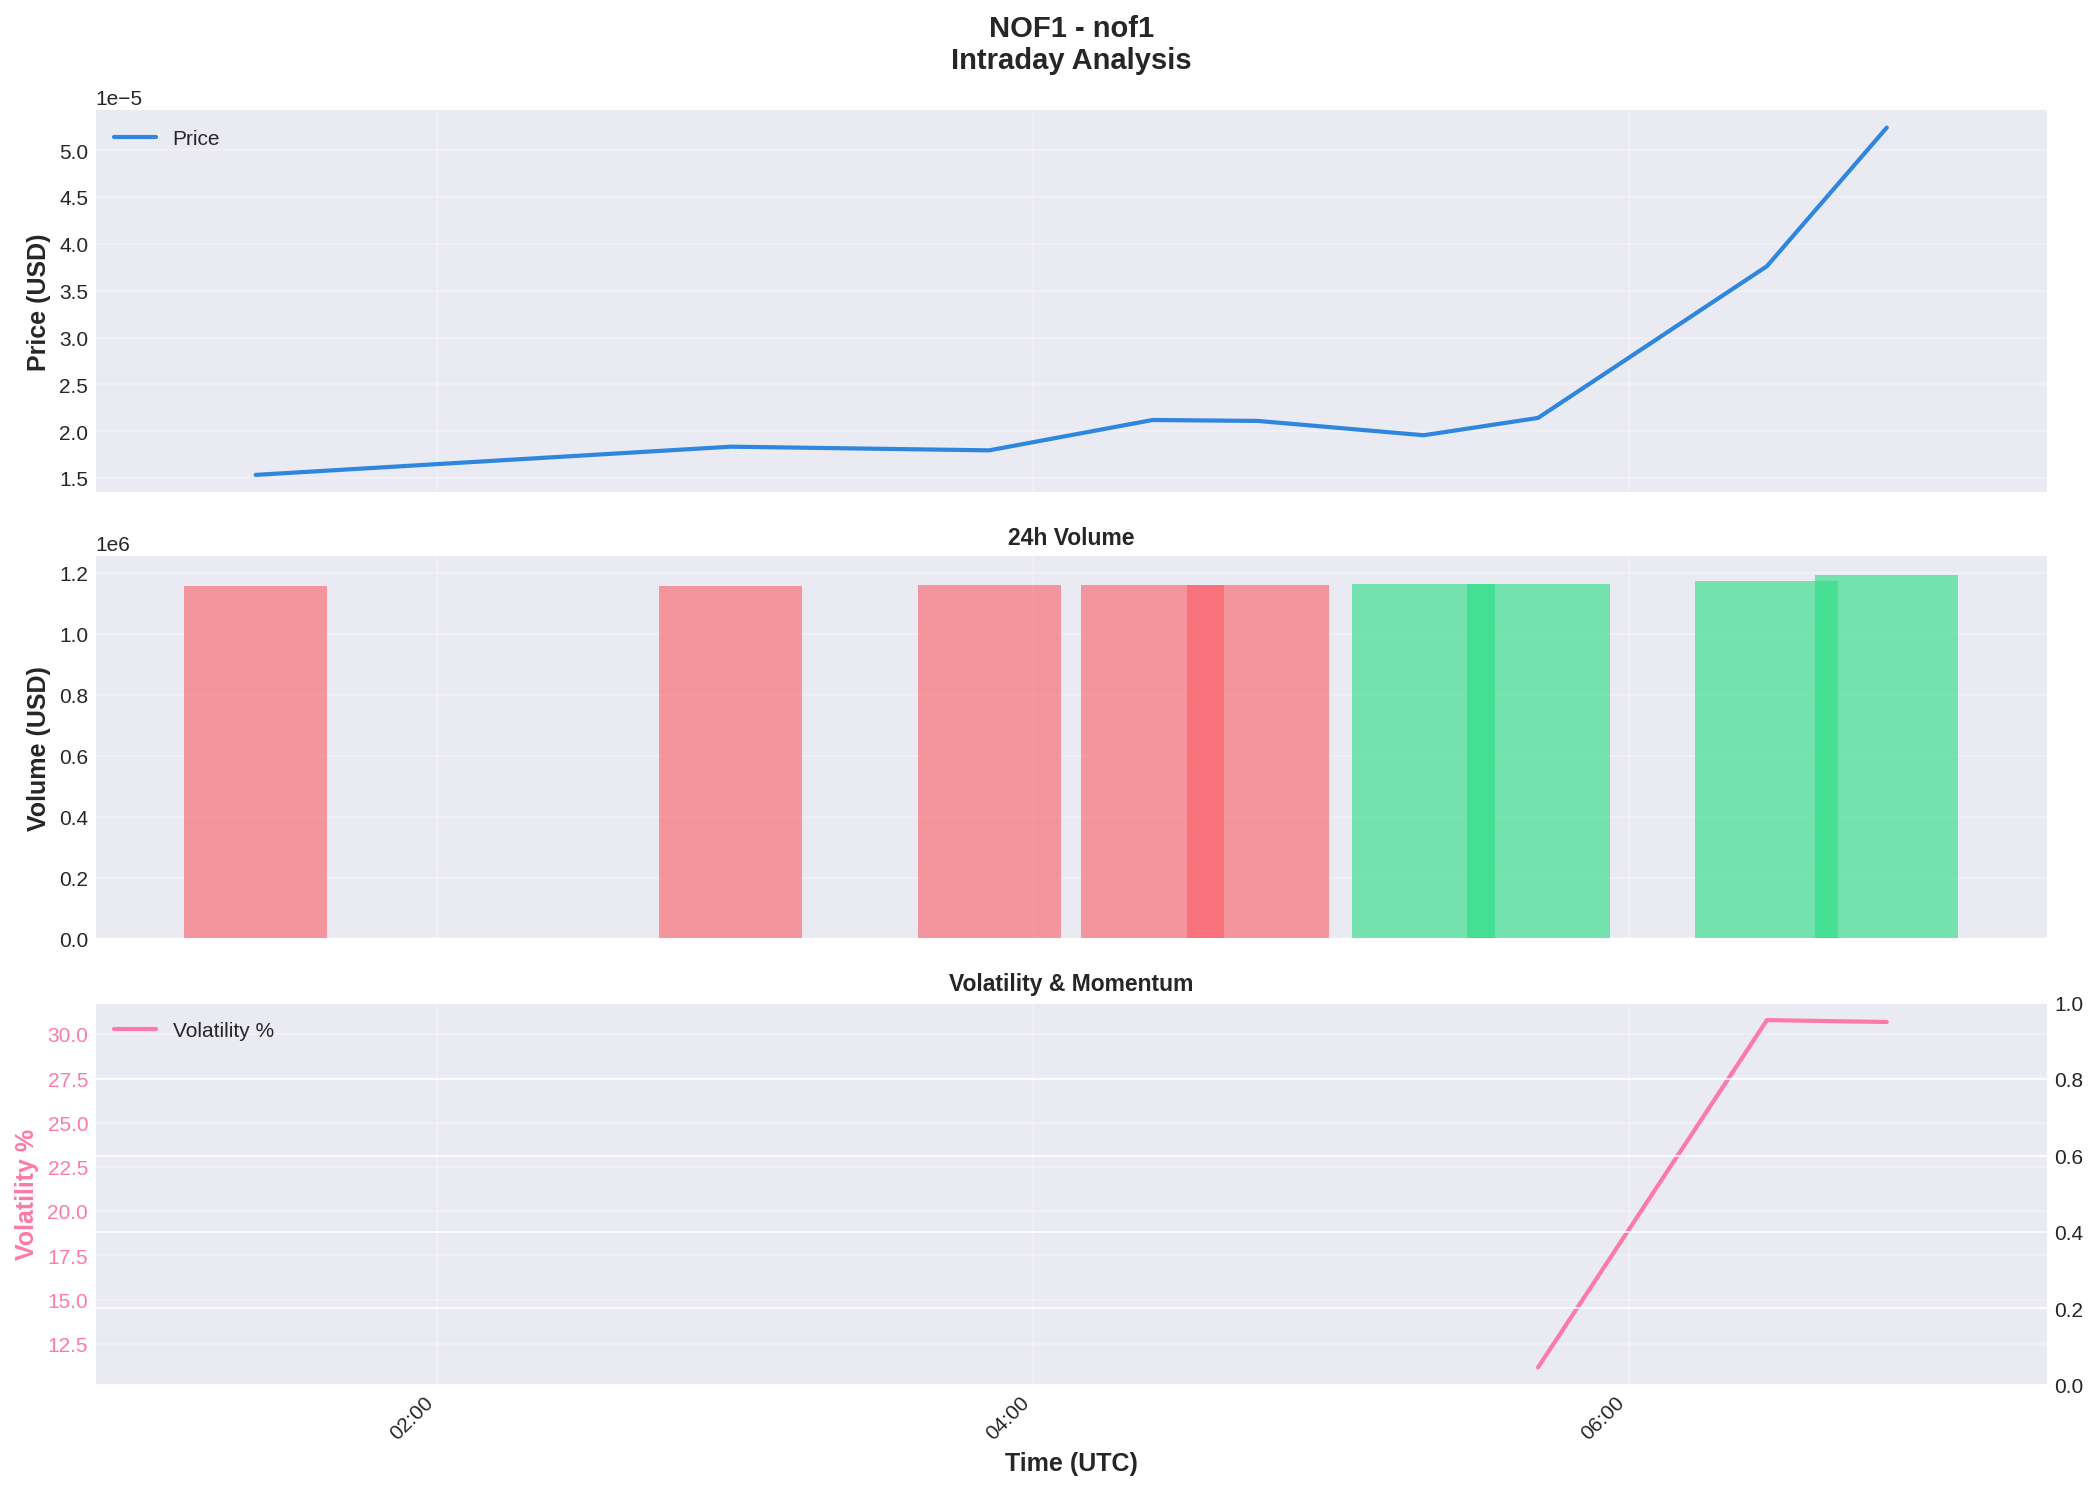 NOF1 - nof1
Intraday Analysis
1e−5
Price
5.0
4.5
4.0
3.5
3.0
2.5
2.0
1.5
Price (USD)
24h Volume
1e6
1.2
1.0
0.8
0.6
0.4
0.2
0.0
Volume (USD)
Volatility & Momentum
Volatility %
30.0
27.5
25.0
22.5
20.0
17.5
15.0
12.5
Volatility %
1.0
0.8
0.6
0.4
0.2
0.0
02:00
04:00
06:00
Time (UTC)